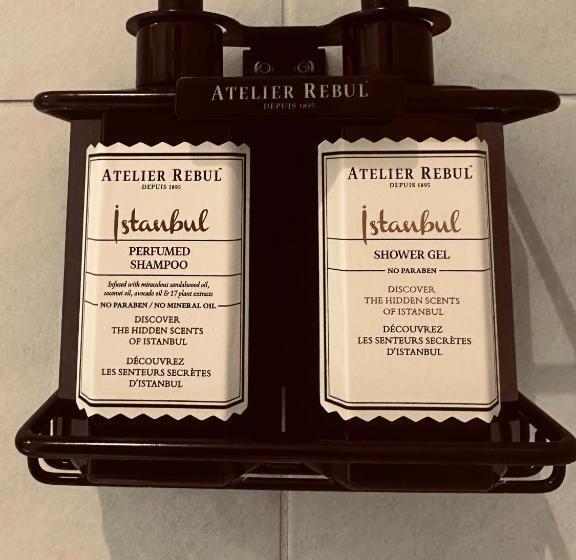 ATELIER REBUL
DEPUIS 1895
ATELIER REBUL™
DEPUIS 1895
İstanbul
PERFUMED
SHAMPOO
Infused with miraculous sandalwood oil,
coconut oil, avocado oil & 17 plant extracts
NO PARABEN / NO MINERAL OIL
DISCOVER
THE HIDDEN SCENTS
OF ISTANBUL
DÉCOUVREZ
LES SENTEURS SECRÈTES
D'ISTANBUL
ATELIER REBUL™
DEPUIS 1895
İstanbul
SHOWER GEL
NO PARABEN
DISCOVER
THE HIDDEN SCENTS
OF ISTANBUL
DÉCOUVREZ
LES SENTEURS SECRÈTES
D'ISTANBUL